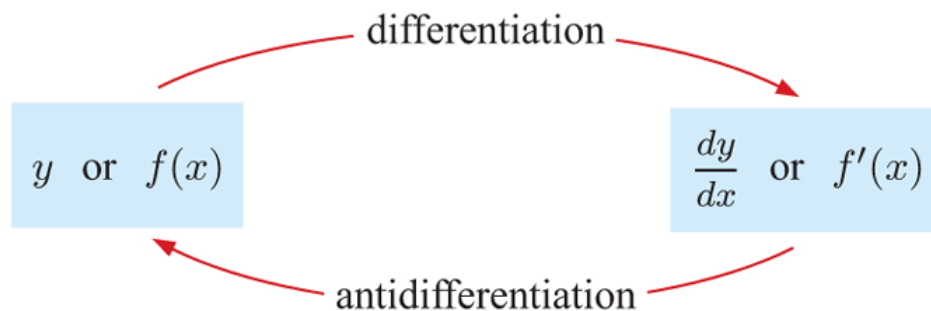 differentiation
y or f(x)
dy/dx or f′(x)
antidifferentiation